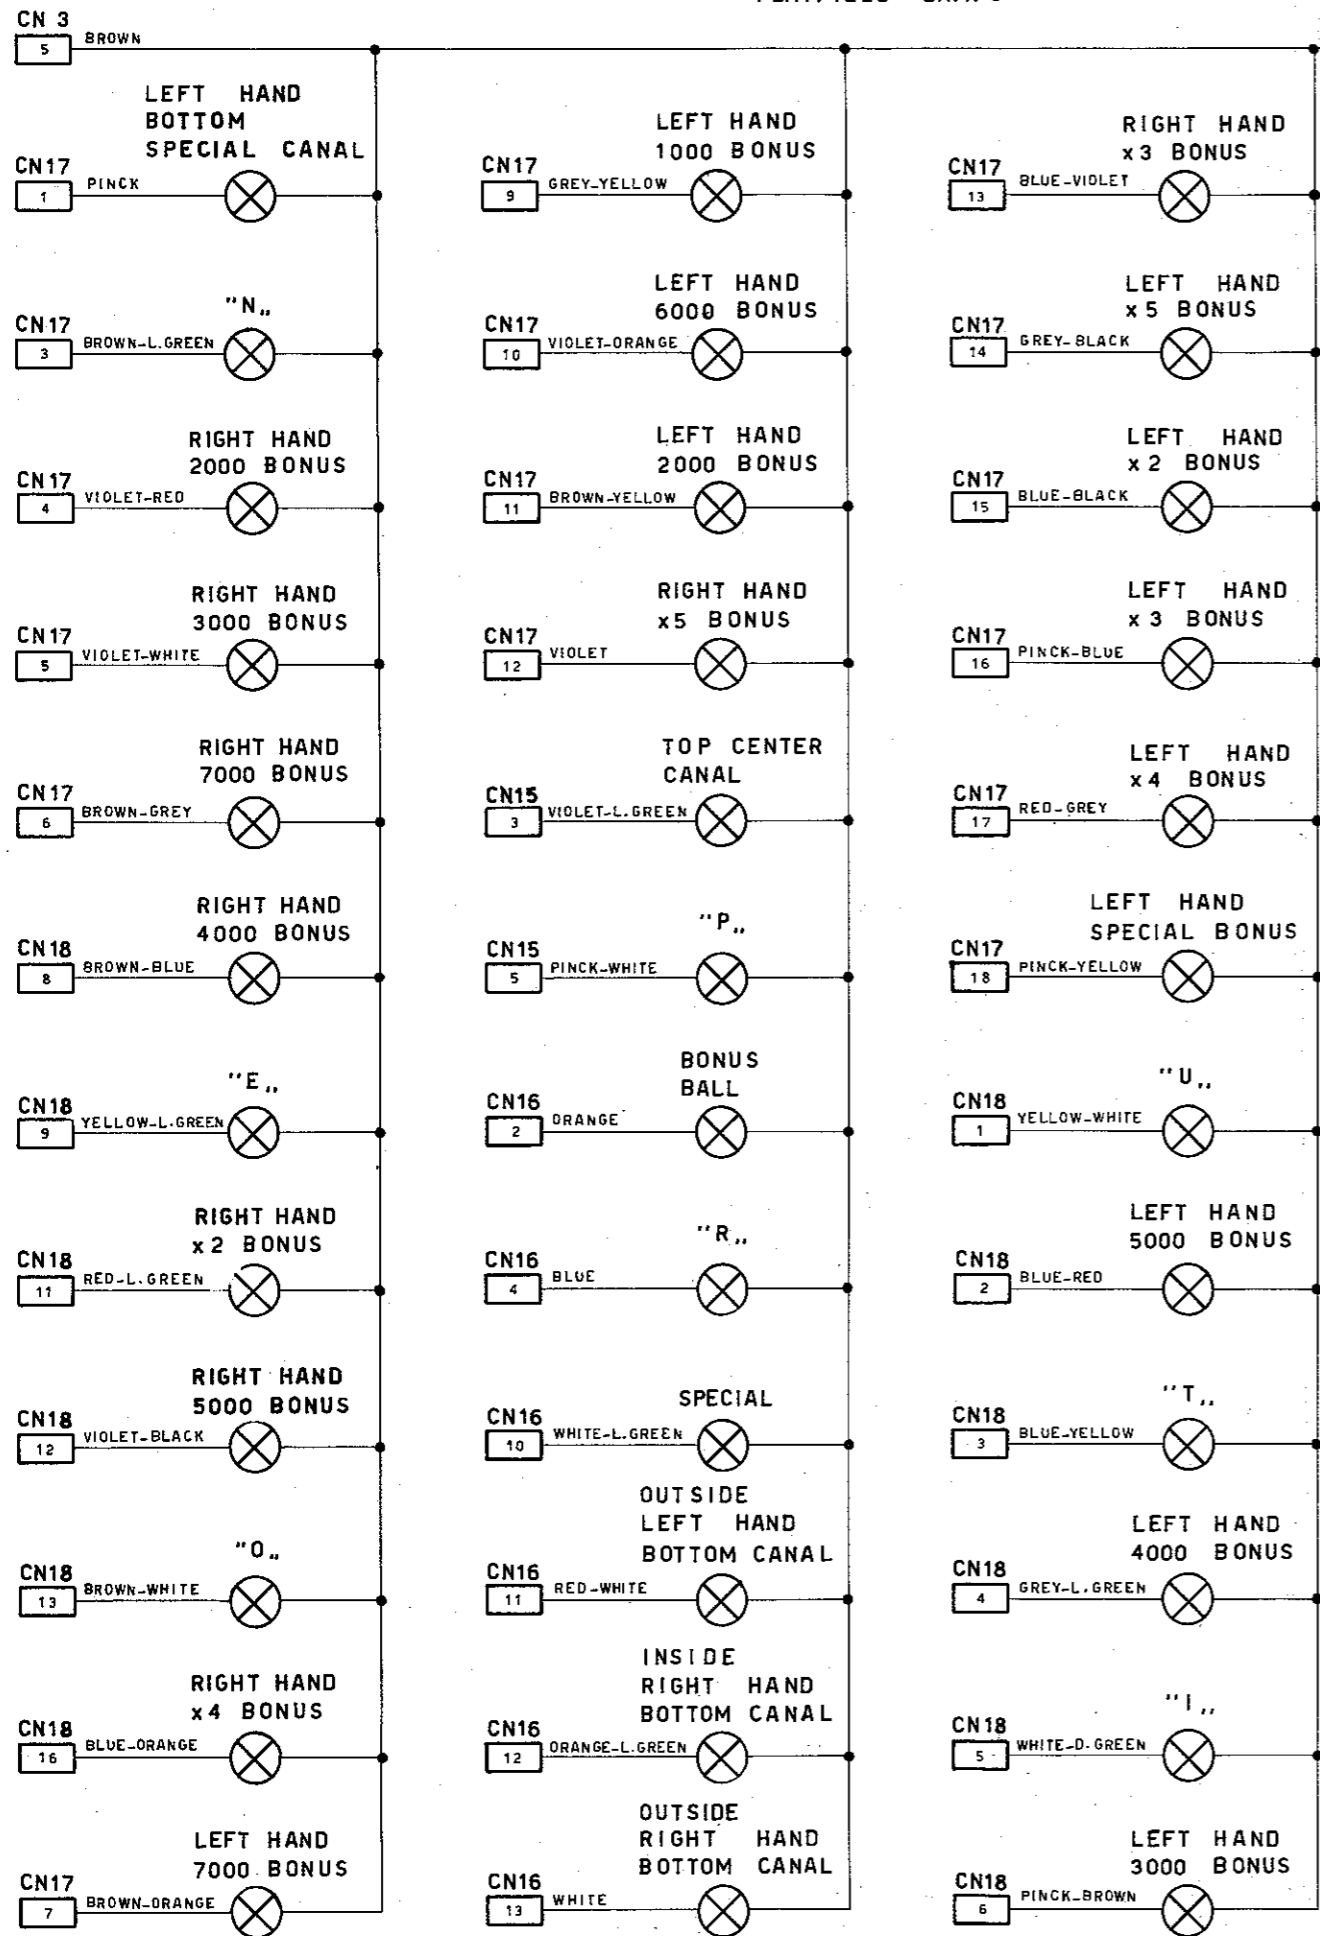 CN 3
5 BROWN
LEFT HAND
BOTTOM
SPECIAL CANAL
CN17
1 PINCK
"N„
CN17
3 BROWN-L.GREEN
RIGHT HAND
2000 BONUS
CN17
4 VIOLET-RED
RIGHT HAND
3000 BONUS
CN17
5 VIOLET-WHITE
RIGHT HAND
7000 BONUS
CN17
6 BROWN-GREY
RIGHT HAND
4000 BONUS
CN18
8 BROWN-BLUE
"E„
CN18
9 YELLOW-L.GREEN
RIGHT HAND
x2 BONUS
CN18
11 RED-L.GREEN
RIGHT HAND
5000 BONUS
CN18
12 VIOLET-BLACK
"O„
CN18
13 BROWN-WHITE
RIGHT HAND
x4 BONUS
CN18
16 BLUE-ORANGE
LEFT HAND
7000 BONUS
CN17
7 BROWN-ORANGE
LEFT HAND
1000 BONUS
CN17
9 GREY-YELLOW
LEFT HAND
6000 BONUS
CN17
10 VIOLET-ORANGE
LEFT HAND
2000 BONUS
CN17
11 BROWN-YELLOW
RIGHT HAND
x5 BONUS
CN17
12 VIOLET
TOP CENTER
CANAL
CN15
3 VIOLET-L.GREEN
"P„
CN15
5 PINCK-WHITE
BONUS
BALL
CN16
2 ORANGE
"R„
CN16
4 BLUE
SPECIAL
CN16
10 WHITE-L.GREEN
OUTSIDE
LEFT HAND
BOTTOM CANAL
CN16
11 RED-WHITE
INSIDE
RIGHT HAND
BOTTOM CANAL
CN16
12 ORANGE-L.GREEN
OUTSIDE
RIGHT HAND
BOTTOM CANAL
CN16
13 WHITE
RIGHT HAND
x3 BONUS
CN17
13 BLUE-VIOLET
LEFT HAND
x5 BONUS
CN17
14 GREY-BLACK
LEFT HAND
x2 BONUS
CN17
15 BLUE-BLACK
LEFT HAND
x3 BONUS
CN17
16 PINCK-BLUE
LEFT HAND
x4 BONUS
CN17
17 RED-GREY
LEFT HAND
SPECIAL BONUS
CN17
18 PINCK-YELLOW
"U„
CN18
1 YELLOW-WHITE
LEFT HAND
5000 BONUS
CN18
2 BLUE-RED
"T„
CN18
3 BLUE-YELLOW
LEFT HAND
4000 BONUS
CN18
4 GREY-L.GREEN
"I„
CN18
5 WHITE-D.GREEN
LEFT HAND
3000 BONUS
CN18
6 PINCK-BROWN